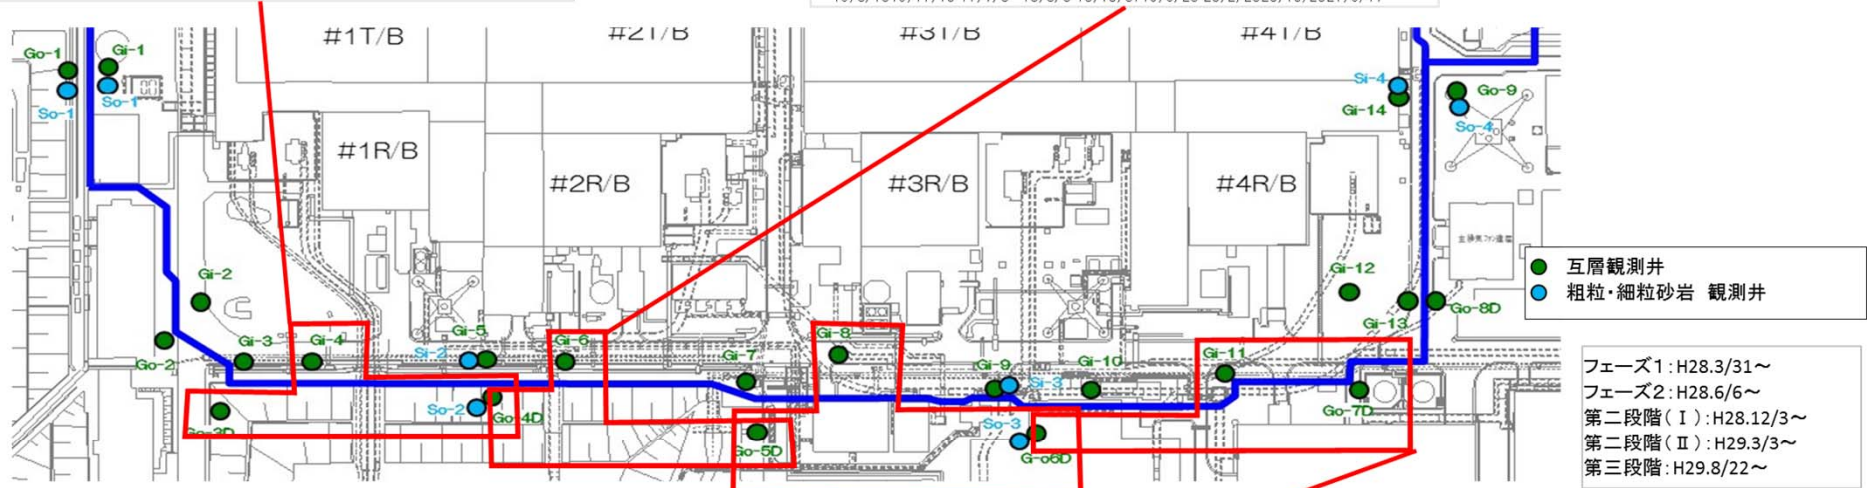 #1T/B
#2T/B
#3T/B
#4T/B
Go-1
Gi-1
So-1
So-1
Si-4
Gi-14
Go-9
So-4
#1R/B
#2R/B
#3R/B
#4R/B
Gi-2
Gi-12
Gi-13
Go-8D
Go-2
Gi-3
Gi-4
Si-2
Gi-5
Gi-6
Gi-7
Gi-8
Gi-9
Si-3
Gi-10
Gi-11
Go-3D
So-2
Go-4D
Go-5D
So-3
G-o6D
Go-7D
互層観測井
粗粒・細粒砂岩 観測井
フェーズ1:H28.3/31～
フェーズ2:H28.6/6～
第二段階(Ⅰ):H28.12/3～
第二段階(Ⅱ):H29.3/3～
第三段階:H29.8/22～